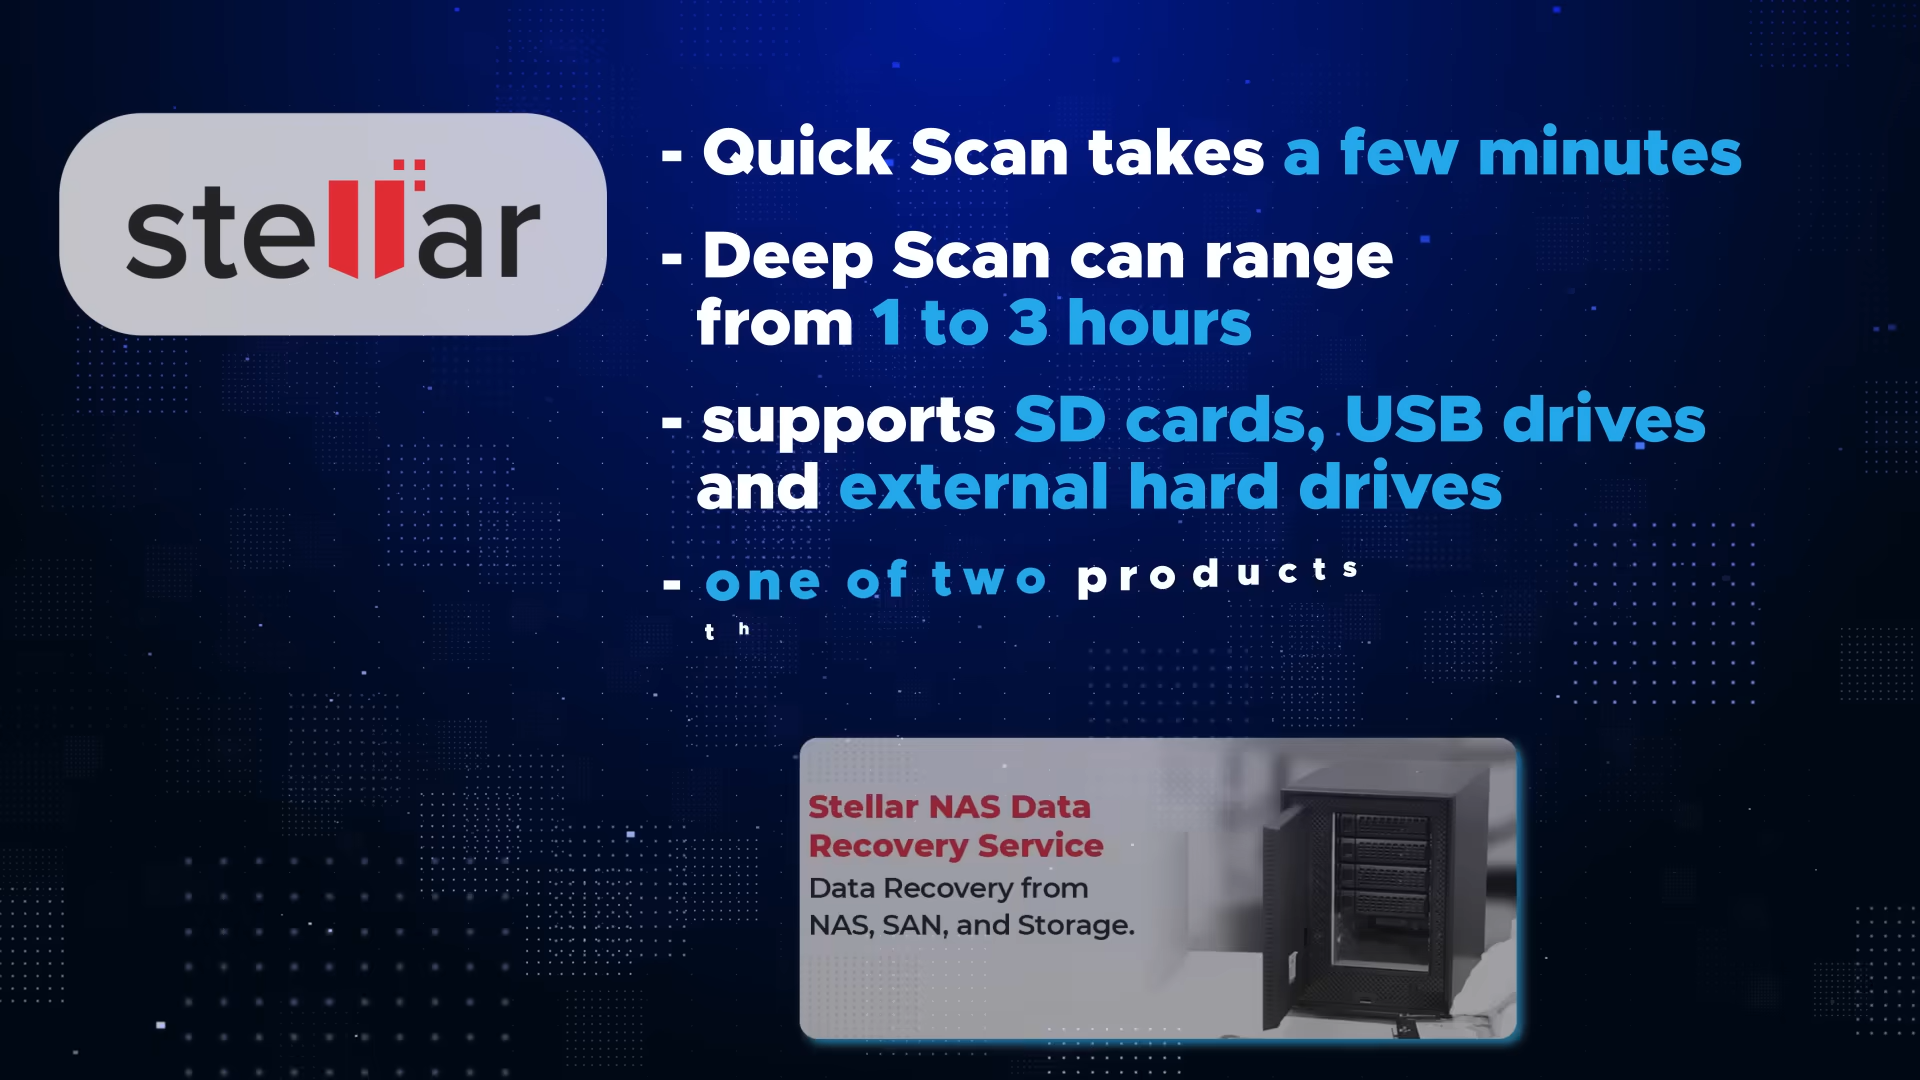 stellar
- Quick Scan takes a few minutes
- Deep Scan can range
from 1 to 3 hours
- supports SD cards, USB drives
and external hard drives
- one of two products
th
Stellar NAS Data
Recovery Service
Data Recovery from
NAS, SAN, and Storage.